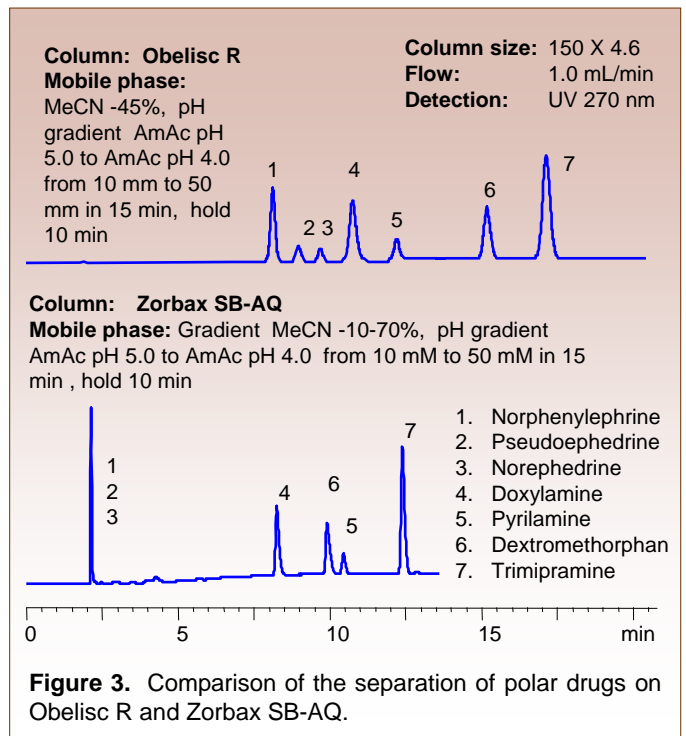 Column: Obelisc R
Mobile phase:
MeCN -45%, pH
gradient AmAc pH
5.0 to AmAc pH 4.0
from 10 mm to 50
mm in 15 min, hold
10 min
Column size: 150 X 4.6
Flow: 1.0 mL/min
Detection: UV 270 nm
1
2 3
4
5
6
7
Column: Zorbax SB-AQ
Mobile phase: Gradient MeCN -10-70%, pH gradient
AmAc pH 5.0 to AmAc pH 4.0 from 10 mM to 50 mM in 15
min , hold 10 min
1
2
3
4
6
5
7
1. Norphenylephrine
2. Pseudoephedrine
3. Norephedrine
4. Doxylamine
5. Pyrilamine
6. Dextromethorphan
7. Trimipramine
0 5 10 15 min
Figure 3. Comparison of the separation of polar drugs on
Obelisc R and Zorbax SB-AQ.